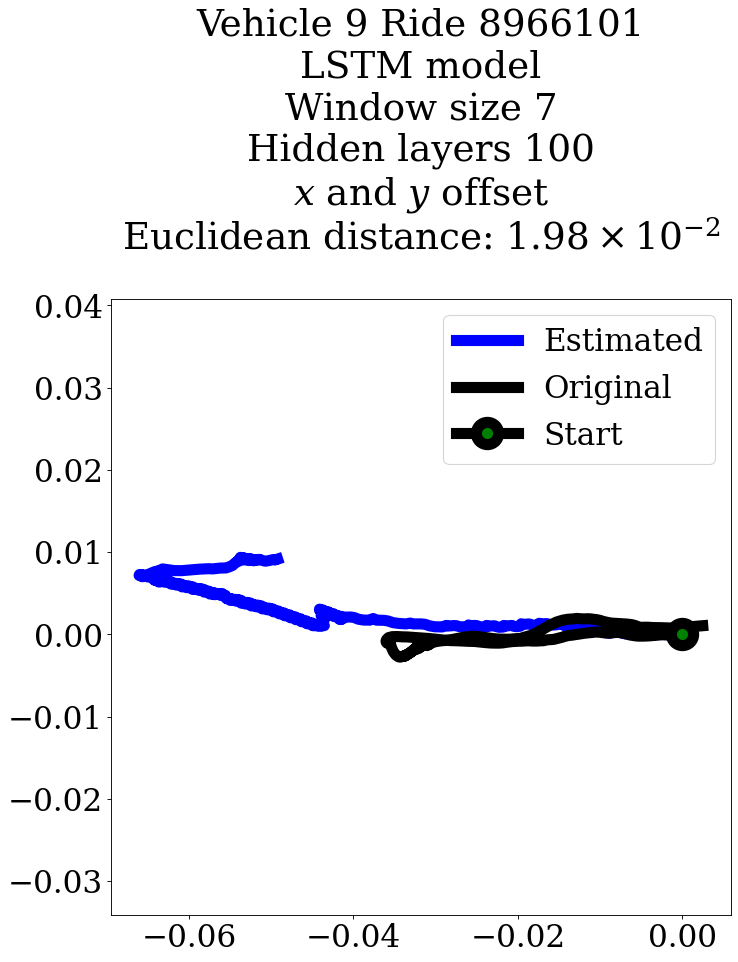 Vehicle 9 Ride 8966101
LSTM model
Window size 7
Hidden layers 100
x and y offset
Euclidean distance: 1.98 × 10⁻²
Estimated
Original
Start
0.04
0.03
0.02
0.01
0.00
−0.01
−0.02
−0.03
−0.06
−0.04
−0.02
0.00